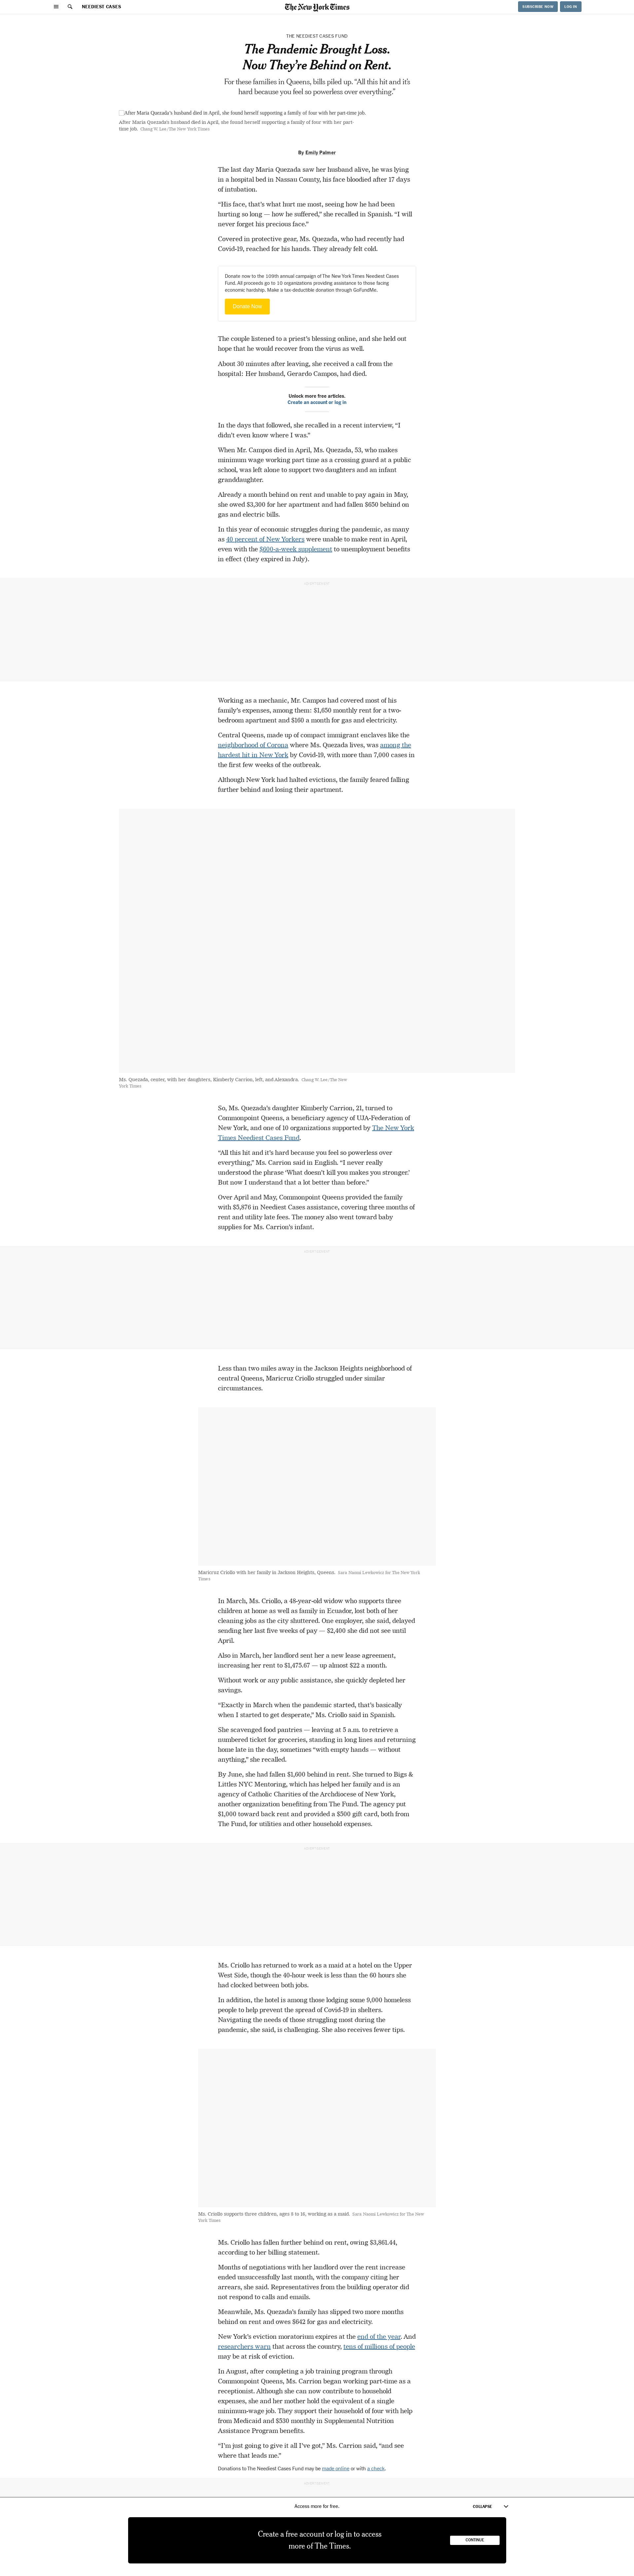 NEEDIEST CASES
The New York Times
SUBSCRIBE NOW
LOG IN
THE NEEDIEST CASES FUND
The Pandemic Brought Loss.
Now They're Behind on Rent.
For these families in Queens, bills piled up. “All this hit and it's
hard because you feel so powerless over everything.”
After Maria Quezada's husband died in April, she found herself supporting a family of four with her part-time job.
After Maria Quezada's husband died in April, she found herself supporting a family of four with her part-
time job. Chang W. Lee/The New York Times
By Emily Palmer
The last day Maria Quezada saw her husband alive, he was lying
in a hospital bed in Nassau County, his face bloodied after 17 days
of intubation.
“His face, that's what hurt me most, seeing how he had been
hurting so long — how he suffered,” she recalled in Spanish. “I will
never forget his precious face.”
Covered in protective gear, Ms. Quezada, who had recently had
Covid-19, reached for his hands. They already felt cold.
Donate now to the 109th annual campaign of The New York Times Neediest Cases
Fund. All proceeds go to 10 organizations providing assistance to those facing
economic hardship. Make a tax-deductible donation through GoFundMe.
Donate Now
The couple listened to a priest's blessing online, and she held out
hope that he would recover from the virus as well.
About 30 minutes after leaving, she received a call from the
hospital: Her husband, Gerardo Campos, had died.
Unlock more free articles.
Create an account or log in
In the days that followed, she recalled in a recent interview, “I
didn't even know where I was.”
When Mr. Campos died in April, Ms. Quezada, 53, who makes
minimum wage working part time as a crossing guard at a public
school, was left alone to support two daughters and an infant
granddaughter.
Already a month behind on rent and unable to pay again in May,
she owed $3,300 for her apartment and had fallen $650 behind on
gas and electric bills.
In this year of economic struggles during the pandemic, as many
as 40 percent of New Yorkers were unable to make rent in April,
even with the $600-a-week supplement to unemployment benefits
in effect (they expired in July).
ADVERTISEMENT
Working as a mechanic, Mr. Campos had covered most of his
family's expenses, among them: $1,650 monthly rent for a two-
bedroom apartment and $160 a month for gas and electricity.
Central Queens, made up of compact immigrant enclaves like the
neighborhood of Corona where Ms. Quezada lives, was among the
hardest hit in New York by Covid-19, with more than 7,000 cases in
the first few weeks of the outbreak.
Although New York had halted evictions, the family feared falling
further behind and losing their apartment.
Ms. Quezada, center, with her daughters, Kimberly Carrion, left, and Alexandra. Chang W. Lee/The New
York Times
So, Ms. Quezada's daughter Kimberly Carrion, 21, turned to
Commonpoint Queens, a beneficiary agency of UJA-Federation of
New York, and one of 10 organizations supported by The New York
Times Neediest Cases Fund.
“All this hit and it's hard because you feel so powerless over
everything,” Ms. Carrion said in English. “I never really
understood the phrase ‘What doesn't kill you makes you stronger.’
But now I understand that a lot better than before.”
Over April and May, Commonpoint Queens provided the family
with $5,876 in Neediest Cases assistance, covering three months of
rent and utility late fees. The money also went toward baby
supplies for Ms. Carrion's infant.
ADVERTISEMENT
Less than two miles away in the Jackson Heights neighborhood of
central Queens, Maricruz Criollo struggled under similar
circumstances.
Maricruz Criollo with her family in Jackson Heights, Queens. Sara Naomi Lewkowicz for The New York
Times
In March, Ms. Criollo, a 48-year-old widow who supports three
children at home as well as family in Ecuador, lost both of her
cleaning jobs as the city shuttered. One employer, she said, delayed
sending her last five weeks of pay — $2,400 she did not see until
April.
Also in March, her landlord sent her a new lease agreement,
increasing her rent to $1,475.67 — up almost $22 a month.
Without work or any public assistance, she quickly depleted her
savings.
“Exactly in March when the pandemic started, that's basically
when I started to get desperate,” Ms. Criollo said in Spanish.
She scavenged food pantries — leaving at 5 a.m. to retrieve a
numbered ticket for groceries, standing in long lines and returning
home late in the day, sometimes “with empty hands — without
anything,” she recalled.
By June, she had fallen $1,600 behind in rent. She turned to Bigs &
Littles NYC Mentoring, which has helped her family and is an
agency of Catholic Charities of the Archdiocese of New York,
another organization benefiting from The Fund. The agency put
$1,000 toward back rent and provided a $500 gift card, both from
The Fund, for utilities and other household expenses.
ADVERTISEMENT
Ms. Criollo has returned to work as a maid at a hotel on the Upper
West Side, though the 40-hour week is less than the 60 hours she
had clocked between both jobs.
In addition, the hotel is among those lodging some 9,000 homeless
people to help prevent the spread of Covid-19 in shelters.
Navigating the needs of those struggling most during the
pandemic, she said, is challenging. She also receives fewer tips.
Ms. Criollo supports three children, ages 8 to 16, working as a maid. Sara Naomi Lewkowicz for The New
York Times
Ms. Criollo has fallen further behind on rent, owing $3,861.44,
according to her billing statement.
Months of negotiations with her landlord over the rent increase
ended unsuccessfully last month, with the company citing her
arrears, she said. Representatives from the building operator did
not respond to calls and emails.
Meanwhile, Ms. Quezada's family has slipped two more months
behind on rent and owes $642 for gas and electricity.
New York's eviction moratorium expires at the end of the year. And
researchers warn that across the country, tens of millions of people
may be at risk of eviction.
In August, after completing a job training program through
Commonpoint Queens, Ms. Carrion began working part-time as a
receptionist. Although she can now contribute to household
expenses, she and her mother hold the equivalent of a single
minimum-wage job. They support their household of four with help
from Medicaid and $530 monthly in Supplemental Nutrition
Assistance Program benefits.
“I'm just going to give it all I've got,” Ms. Carrion said, “and see
where that leads me.”
Donations to The Neediest Cases Fund may be made online or with a check.
ADVERTISEMENT
Access more for free.
COLLAPSE
Create a free account or log in to access
more of The Times.
CONTINUE